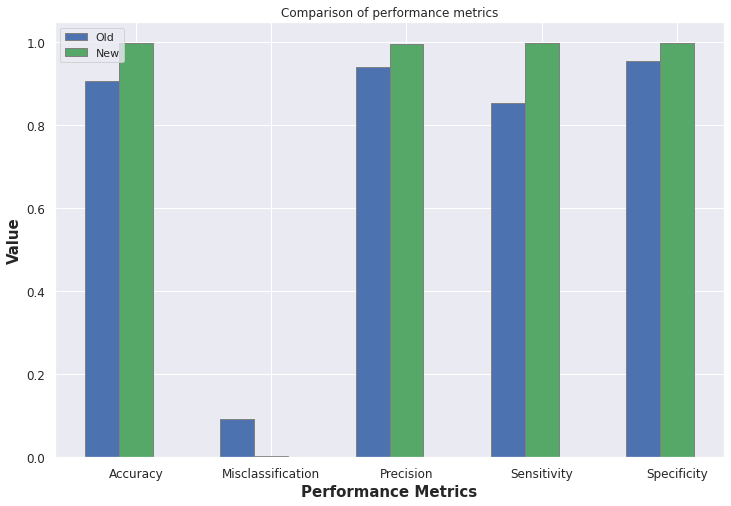 Comparison of performance metrics
Old
New
1.0
0.8
0.6
0.4
0.2
0.0
Value
Accuracy Misclassification Precision Sensitivity Specificity
Performance Metrics